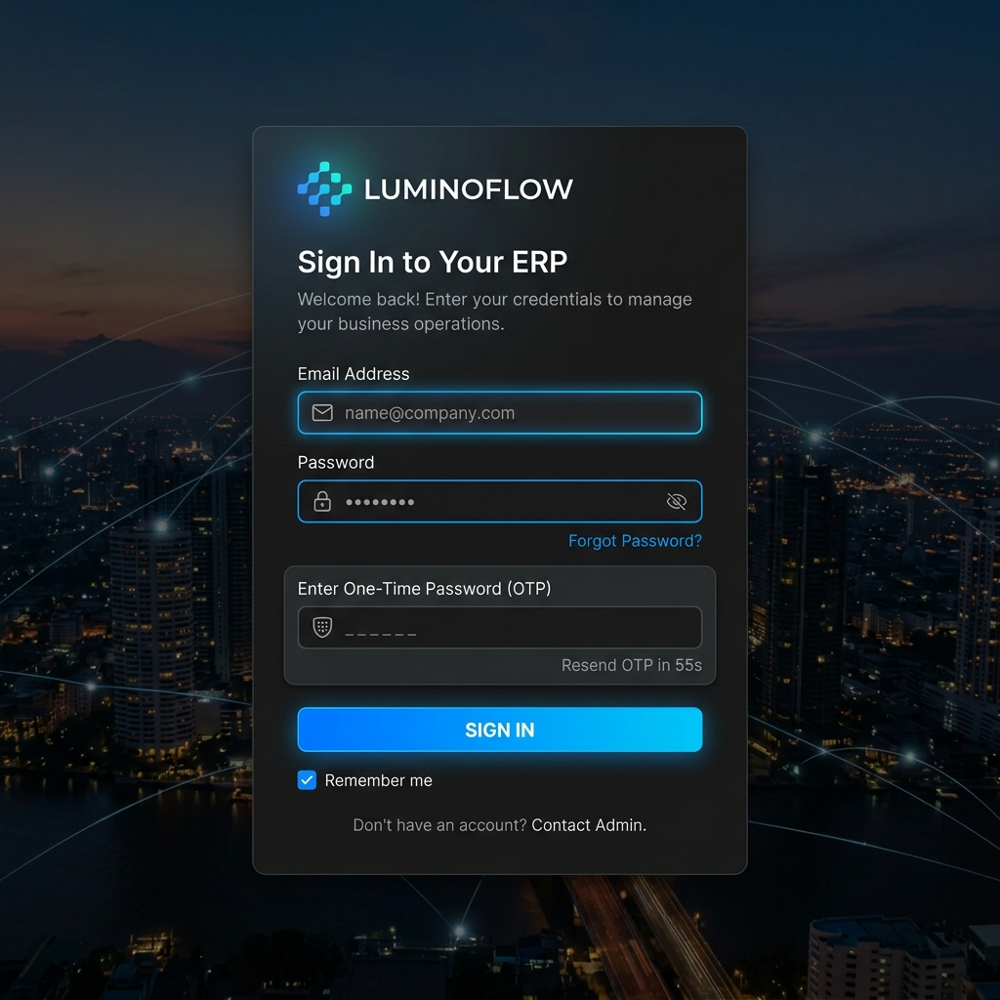 LUMINOFLOW
Sign In to Your ERP
Welcome back! Enter your credentials to manage
your business operations.
Email Address
name@company.com
Password
••••••••
Forgot Password?
Enter One-Time Password (OTP)
_ _ _ _ _ _
Resend OTP in 55s
SIGN IN
Remember me
Don't have an account? Contact Admin.